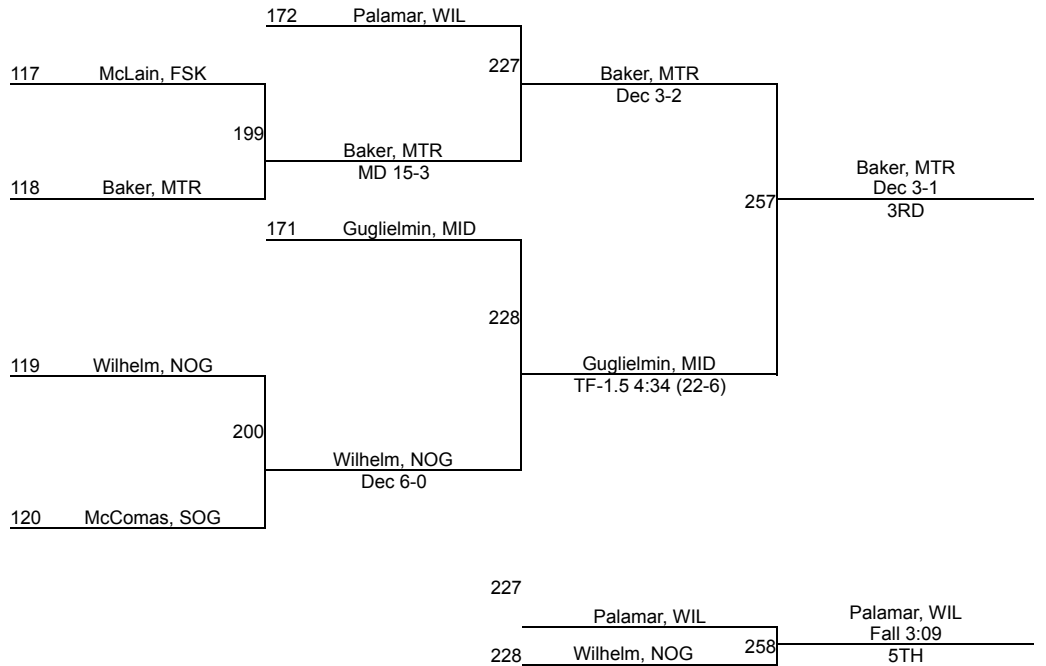 172 Palamar, WIL
117 McLain, FSK
227
Baker, MTR
Dec 3-2
199
Baker, MTR
MD 15-3
118 Baker, MTR
257
Baker, MTR
Dec 3-1
3RD
171 Guglielmin, MID
228
119 Wilhelm, NOG
Guglielmin, MID
TF-1.5 4:34 (22-6)
200
Wilhelm, NOG
Dec 6-0
120 McComas, SOG
227
Palamar, WIL
228 Wilhelm, NOG
258
Palamar, WIL
Fall 3:09
5TH